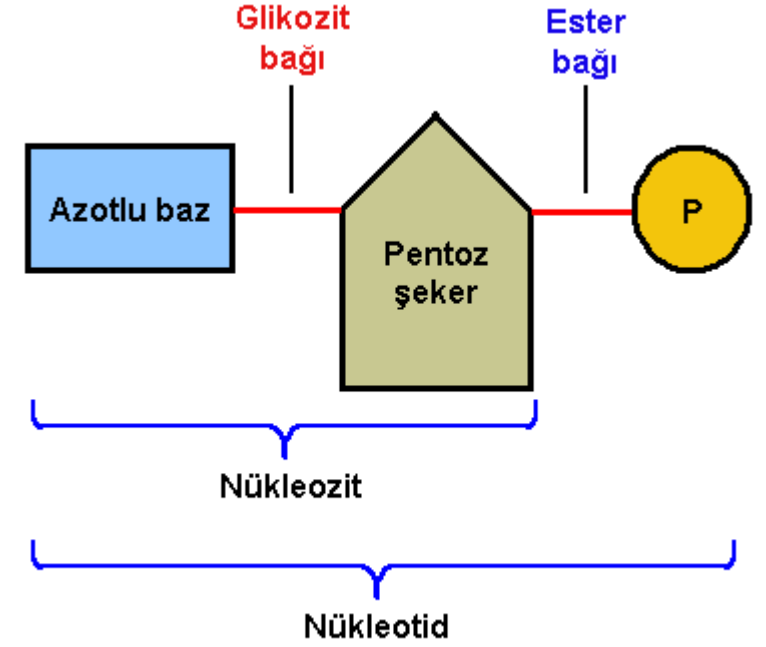 Glikozit
bağı
Ester
bağı
Azotlu baz
Pentoz
şeker
P
Nükleozit
Nükleotid